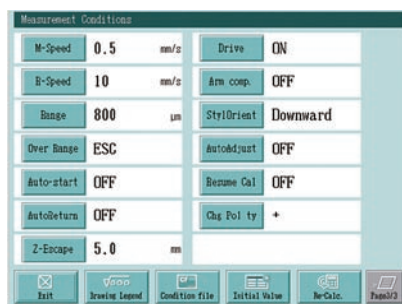 Measurement Conditions
M-Speed 0.5 mm/s Drive ON
R-Speed 10 mm/s Arm comp. OFF
Range 800 μm StylOrient Downward
Over Range ESC AutoAdjust OFF
Auto-start OFF Resume Cal OFF
AutoReturn OFF Chg Pol ty +
Z-Escape 5.0 mm
Exit Drawing Legend Condition file Initial Value Re-Calc. Page3/3